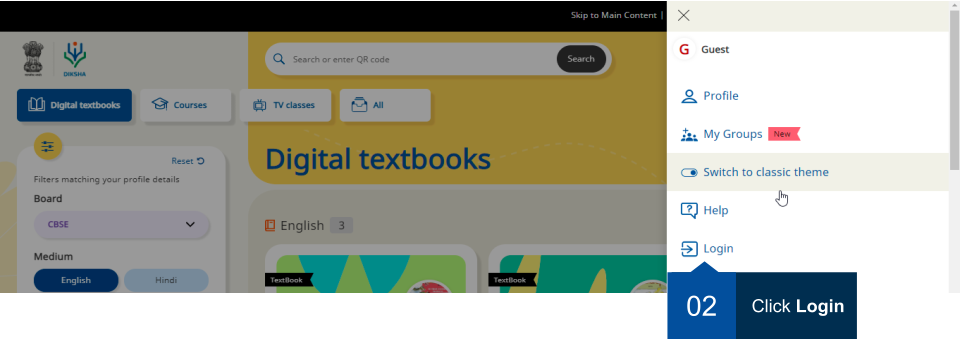 Skip to Main Content |
DIKSHA
Search or enter QR code
Search
Digital textbooks
Courses
TV classes
All
Reset
Filters matching your profile details
Board
CBSE
Medium
English
Hindi
Digital textbooks
English 3
TextBook
TextBook
G Guest
Profile
My Groups New
Switch to classic theme
Help
Login
02 Click Login